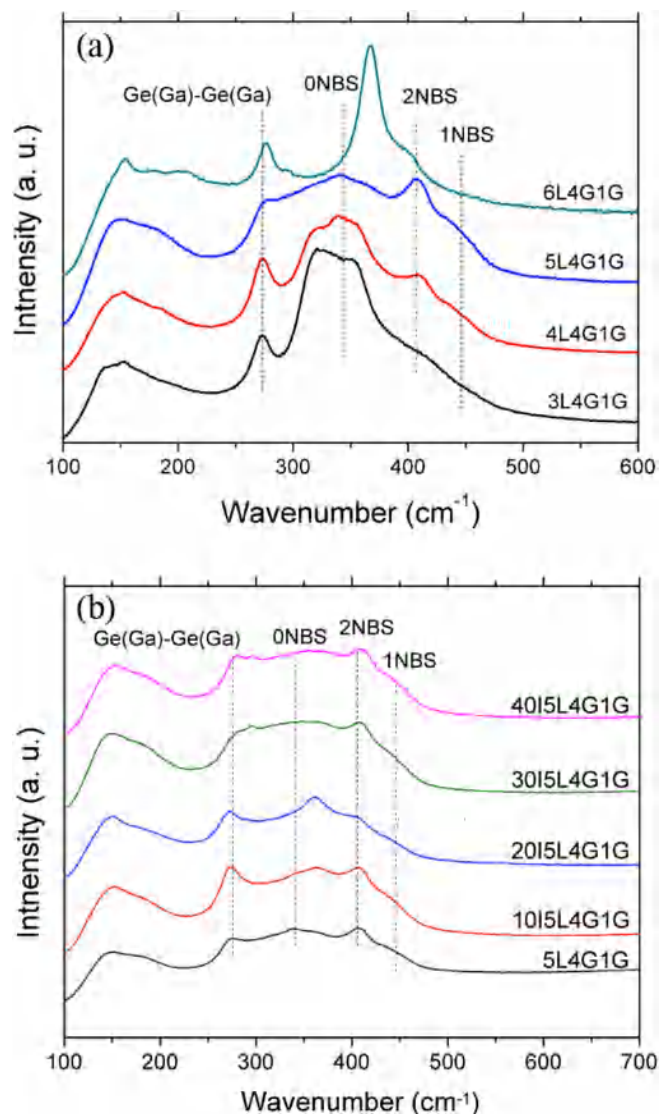 (a)
Ge(Ga)-Ge(Ga)
0NBS
2NBS
1NBS
6L4G1G
5L4G1G
4L4G1G
3L4G1G
Intnensity (a. u.)
100 200 300 400 500 600
Wavenumber (cm-1)
(b)
Ge(Ga)-Ge(Ga)
0NBS
2NBS
1NBS
40I5L4G1G
30I5L4G1G
20I5L4G1G
10I5L4G1G
5L4G1G
Intnensity (a. u.)
100 200 300 400 500 600 700
Wavenumber (cm-1)